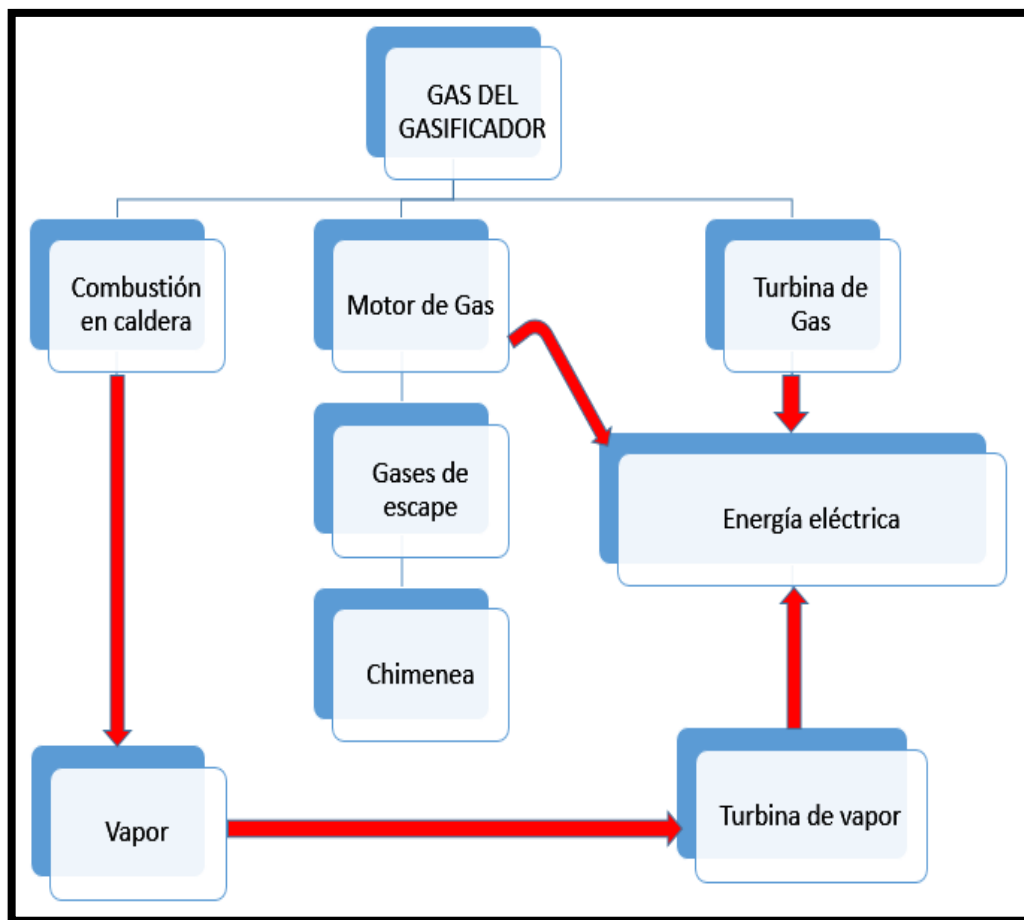 GAS DEL
GASIFICADOR
Combustión
en caldera
Motor de Gas
Turbina de
Gas
Gases de
escape
Energía eléctrica
Chimenea
Vapor
Turbina de vapor